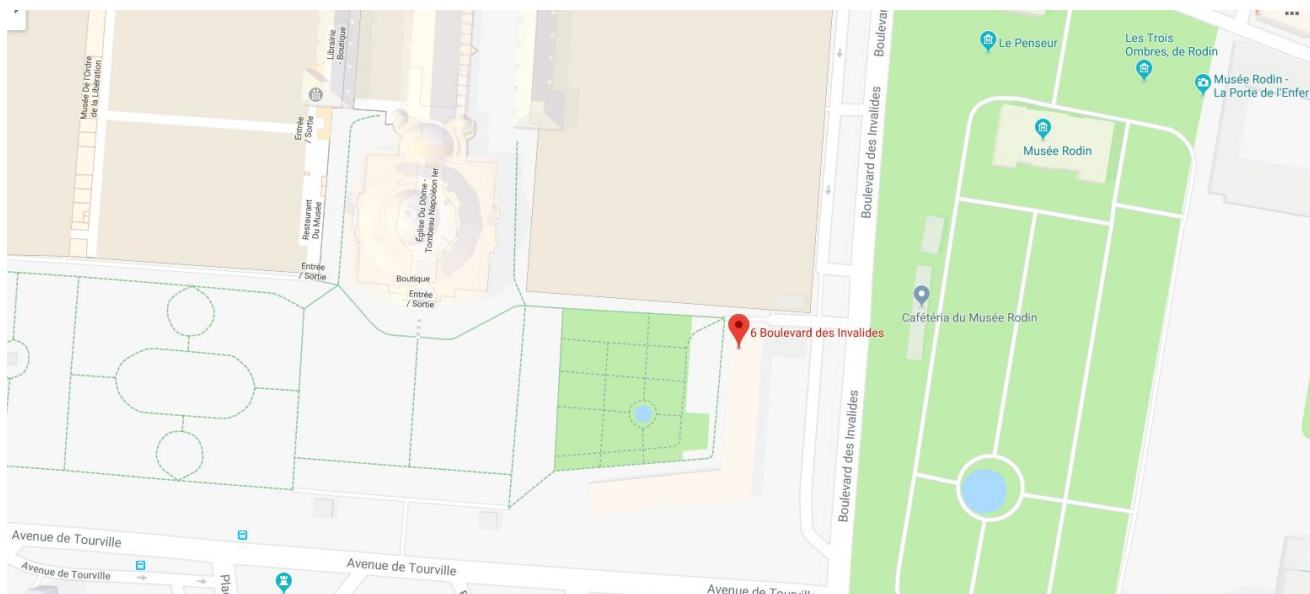 Musée De l'Ordre
de la Libération
Librairie
- Boutique
Entrée
/ Sortie
Restaurant
Du Musée
Entrée
/ Sortie
Église Du Dôme -
Tombeau Napoléon Ier
Boutique
Entrée
/ Sortie
Boulevard des Invalides
Boulevard des Invalides
Le Penseur
Les Trois
Ombres, de Rodin
Musée Rodin -
La Porte de l'Enfer
Musée Rodin
Cafétéria du Musée Rodin
6 Boulevard des Invalides
Boulevard des Invalides
Avenue de Tourville
Avenue de Tourville
Avenue de Tourville
Avenue de Tourville